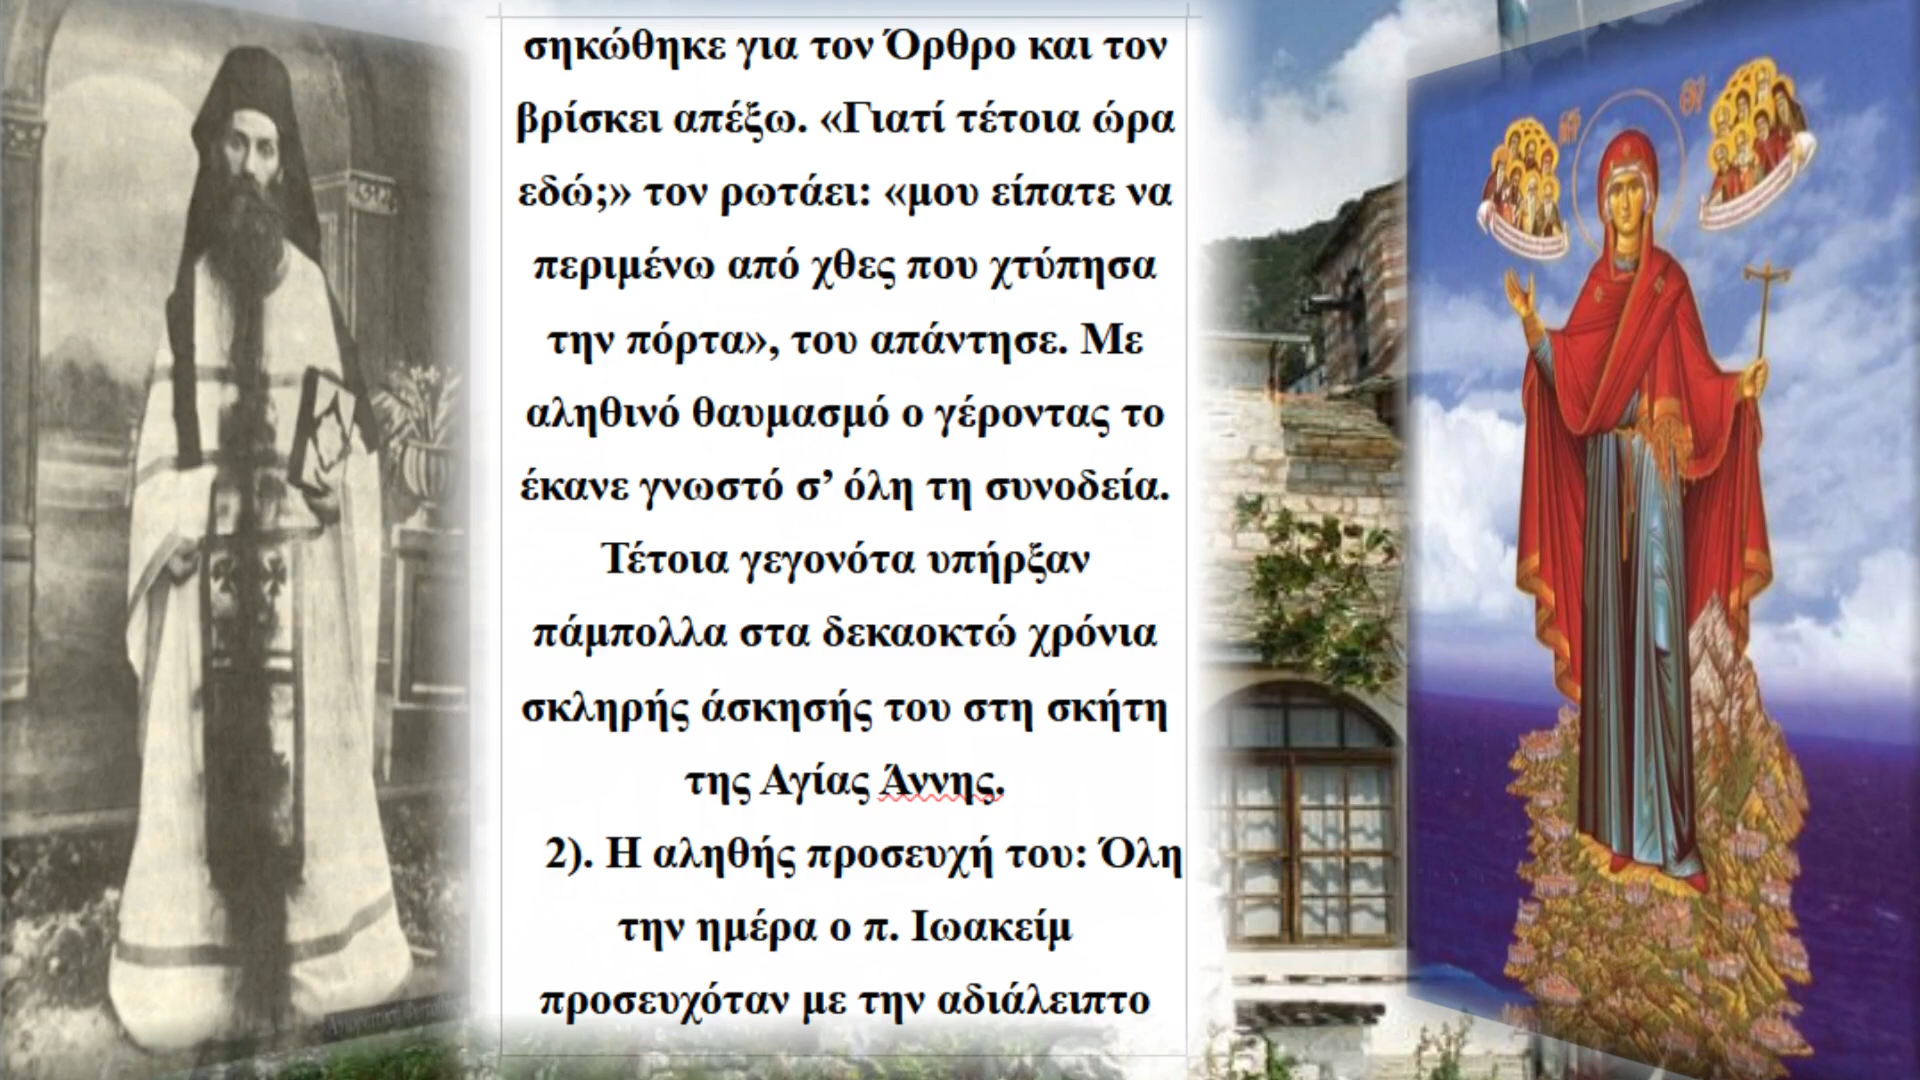 σηκώθηκε για τον Όρθρο και τον
βρίσκει απέξω. «Γιατί τέτοια ώρα
εδώ;» τον ρωτάει: «μου είπατε να
περιμένω από χθες που χτύπησα
την πόρτα», του απάντησε. Με
αληθινό θαυμασμό ο γέροντας το
έκανε γνωστό σ’ όλη τη συνοδεία.
Τέτοια γεγονότα υπήρξαν
πάμπολλα στα δεκαοκτώ χρόνια
σκληρής άσκησής του στη σκήτη
της Αγίας Άννης.
2). Η αληθής προσευχή του: Όλη
την ημέρα ο π. Ιωακείμ
προσευχόταν με την αδιάλειπτο